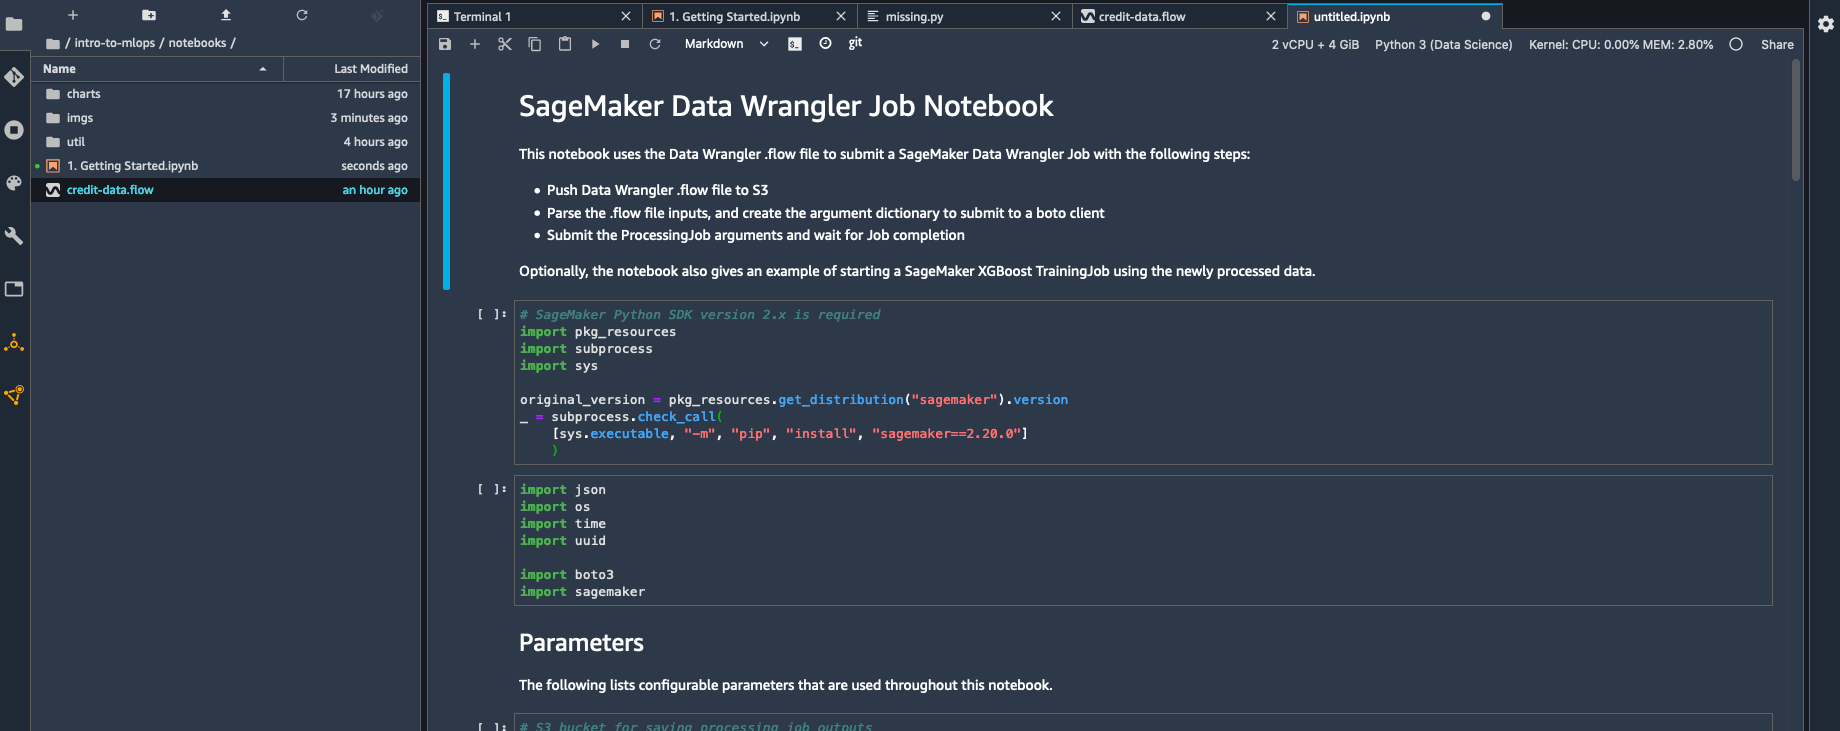 / intro-to-mlops / notebooks /
Name Last Modified
charts 17 hours ago
imgs 3 minutes ago
util 4 hours ago
1. Getting Started.ipynb seconds ago
credit-data.flow an hour ago
Terminal 1
1. Getting Started.ipynb
missing.py
credit-data.flow
untitled.ipynb
Markdown
git
2 vCPU + 4 GiB
Python 3 (Data Science)
Kernel: CPU: 0.00% MEM: 2.80%
Share
SageMaker Data Wrangler Job Notebook
This notebook uses the Data Wrangler .flow file to submit a SageMaker Data Wrangler Job with the following steps:
• Push Data Wrangler .flow file to S3
• Parse the .flow file inputs, and create the argument dictionary to submit to a boto client
• Submit the ProcessingJob arguments and wait for Job completion
Optionally, the notebook also gives an example of starting a SageMaker XGBoost TrainingJob using the newly processed data.
[ ]: # SageMaker Python SDK version 2.x is required
import pkg_resources
import subprocess
import sys
original_version = pkg_resources.get_distribution("sagemaker").version
_ = subprocess.check_call(
[sys.executable, "-m", "pip", "install", "sagemaker==2.20.0"]
)
[ ]: import json
import os
import time
import uuid
import boto3
import sagemaker
Parameters
The following lists configurable parameters that are used throughout this notebook.
[ ]: # S3 bucket for saving processing job outputs